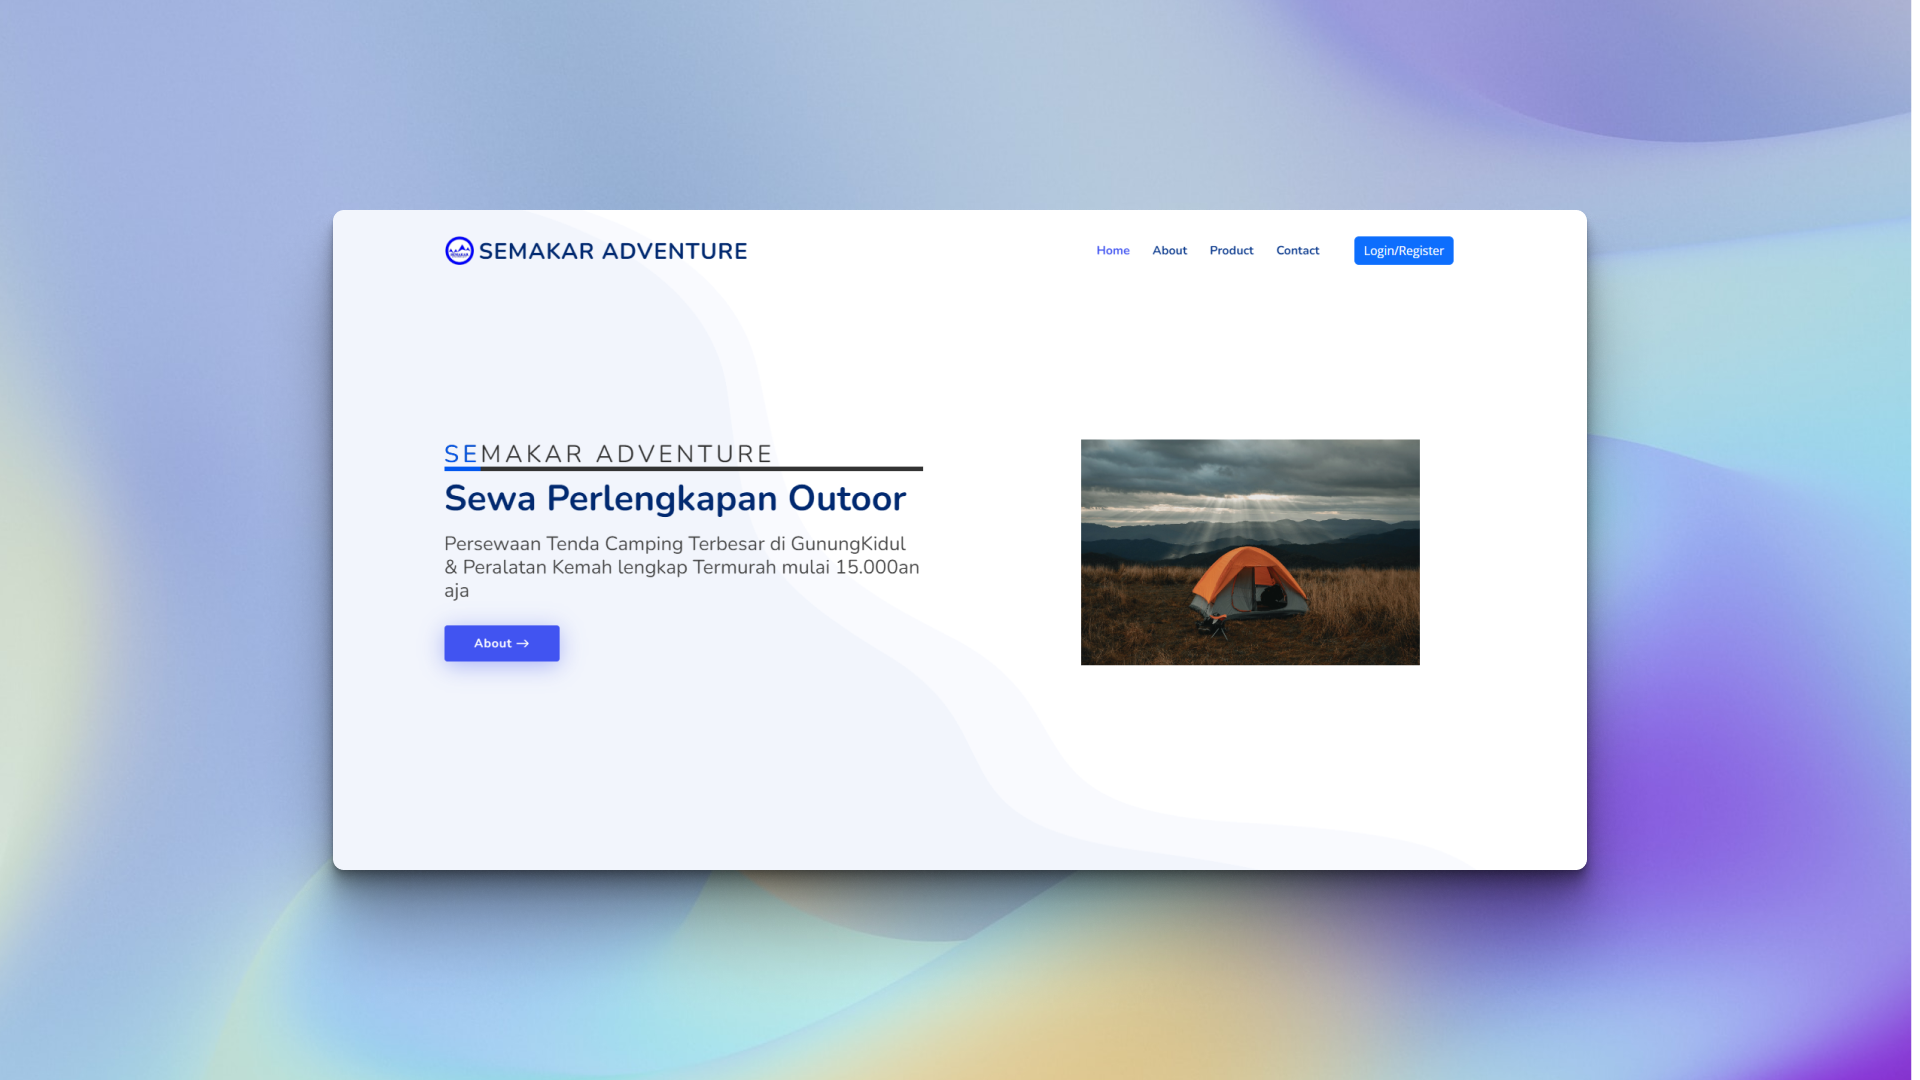 SEMAKAR ADVENTURE
Home
About
Product
Contact
Login/Register
SEMAKAR ADVENTURE
Sewa Perlengkapan Outoor
Persewaan Tenda Camping Terbesar di GunungKidul
& Peralatan Kemah lengkap Termurah mulai 15.000an
aja
About →